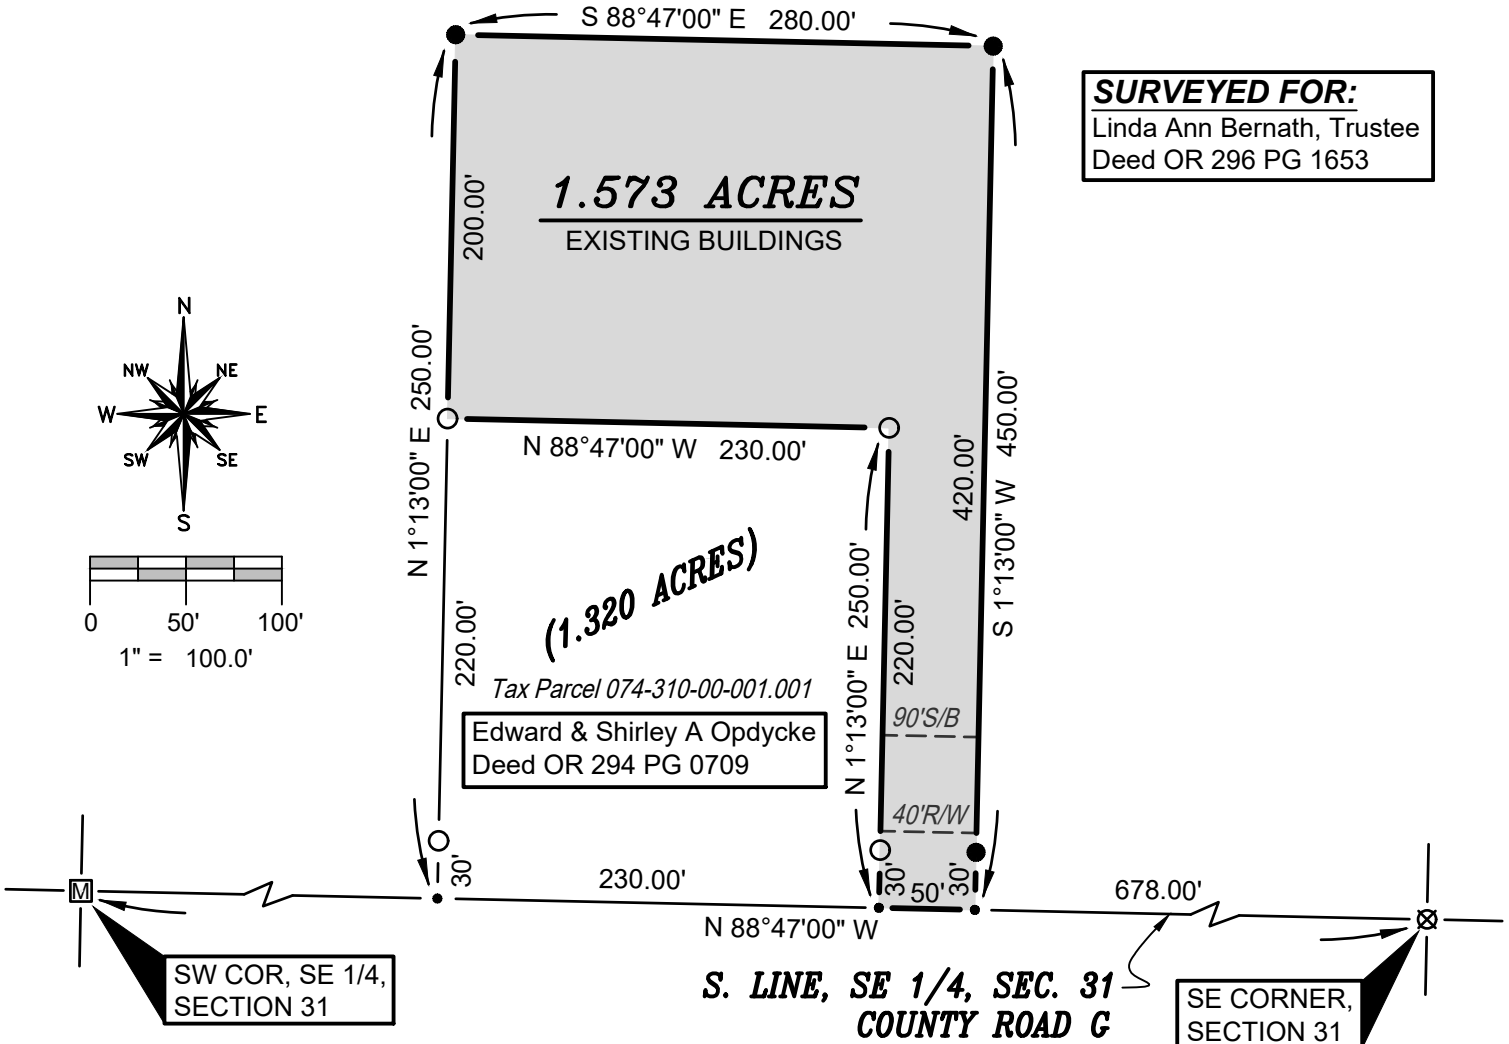 S 88°47'00" E 280.00'
SURVEYED FOR:
Linda Ann Bernath, Trustee
Deed OR 296 PG 1653
1.573 ACRES
EXISTING BUILDINGS
200.00'
N
NW
NE
W
E
SW
SE
S
N 1°13'00" E 250.00'
N 88°47'00" W 230.00'
420.00'
S 1°13'00" W 450.00'
0 50' 100'
1" = 100.0'
(1.320 ACRES)
220.00'
N 1°13'00" E 250.00'
220.00'
Tax Parcel 074-310-00-001.001
Edward & Shirley A Opdycke
Deed OR 294 PG 0709
90'S/B
40'R/W
30'
230.00'
30'
50'
30'
678.00'
M
N 88°47'00" W
SW COR, SE 1/4,
SECTION 31
S. LINE, SE 1/4, SEC. 31
COUNTY ROAD G
SE CORNER,
SECTION 31